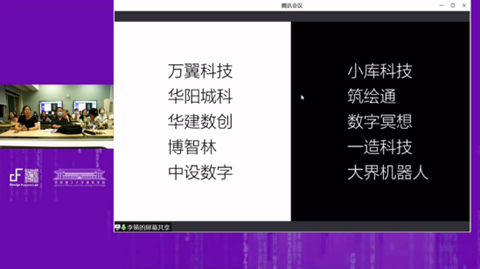 腾讯会议
万翼科技
华阳城科
华建数创
博智林
中设数字
小库科技
筑绘通
数字冥想
一造科技
大界机器人
李策的屏幕共享